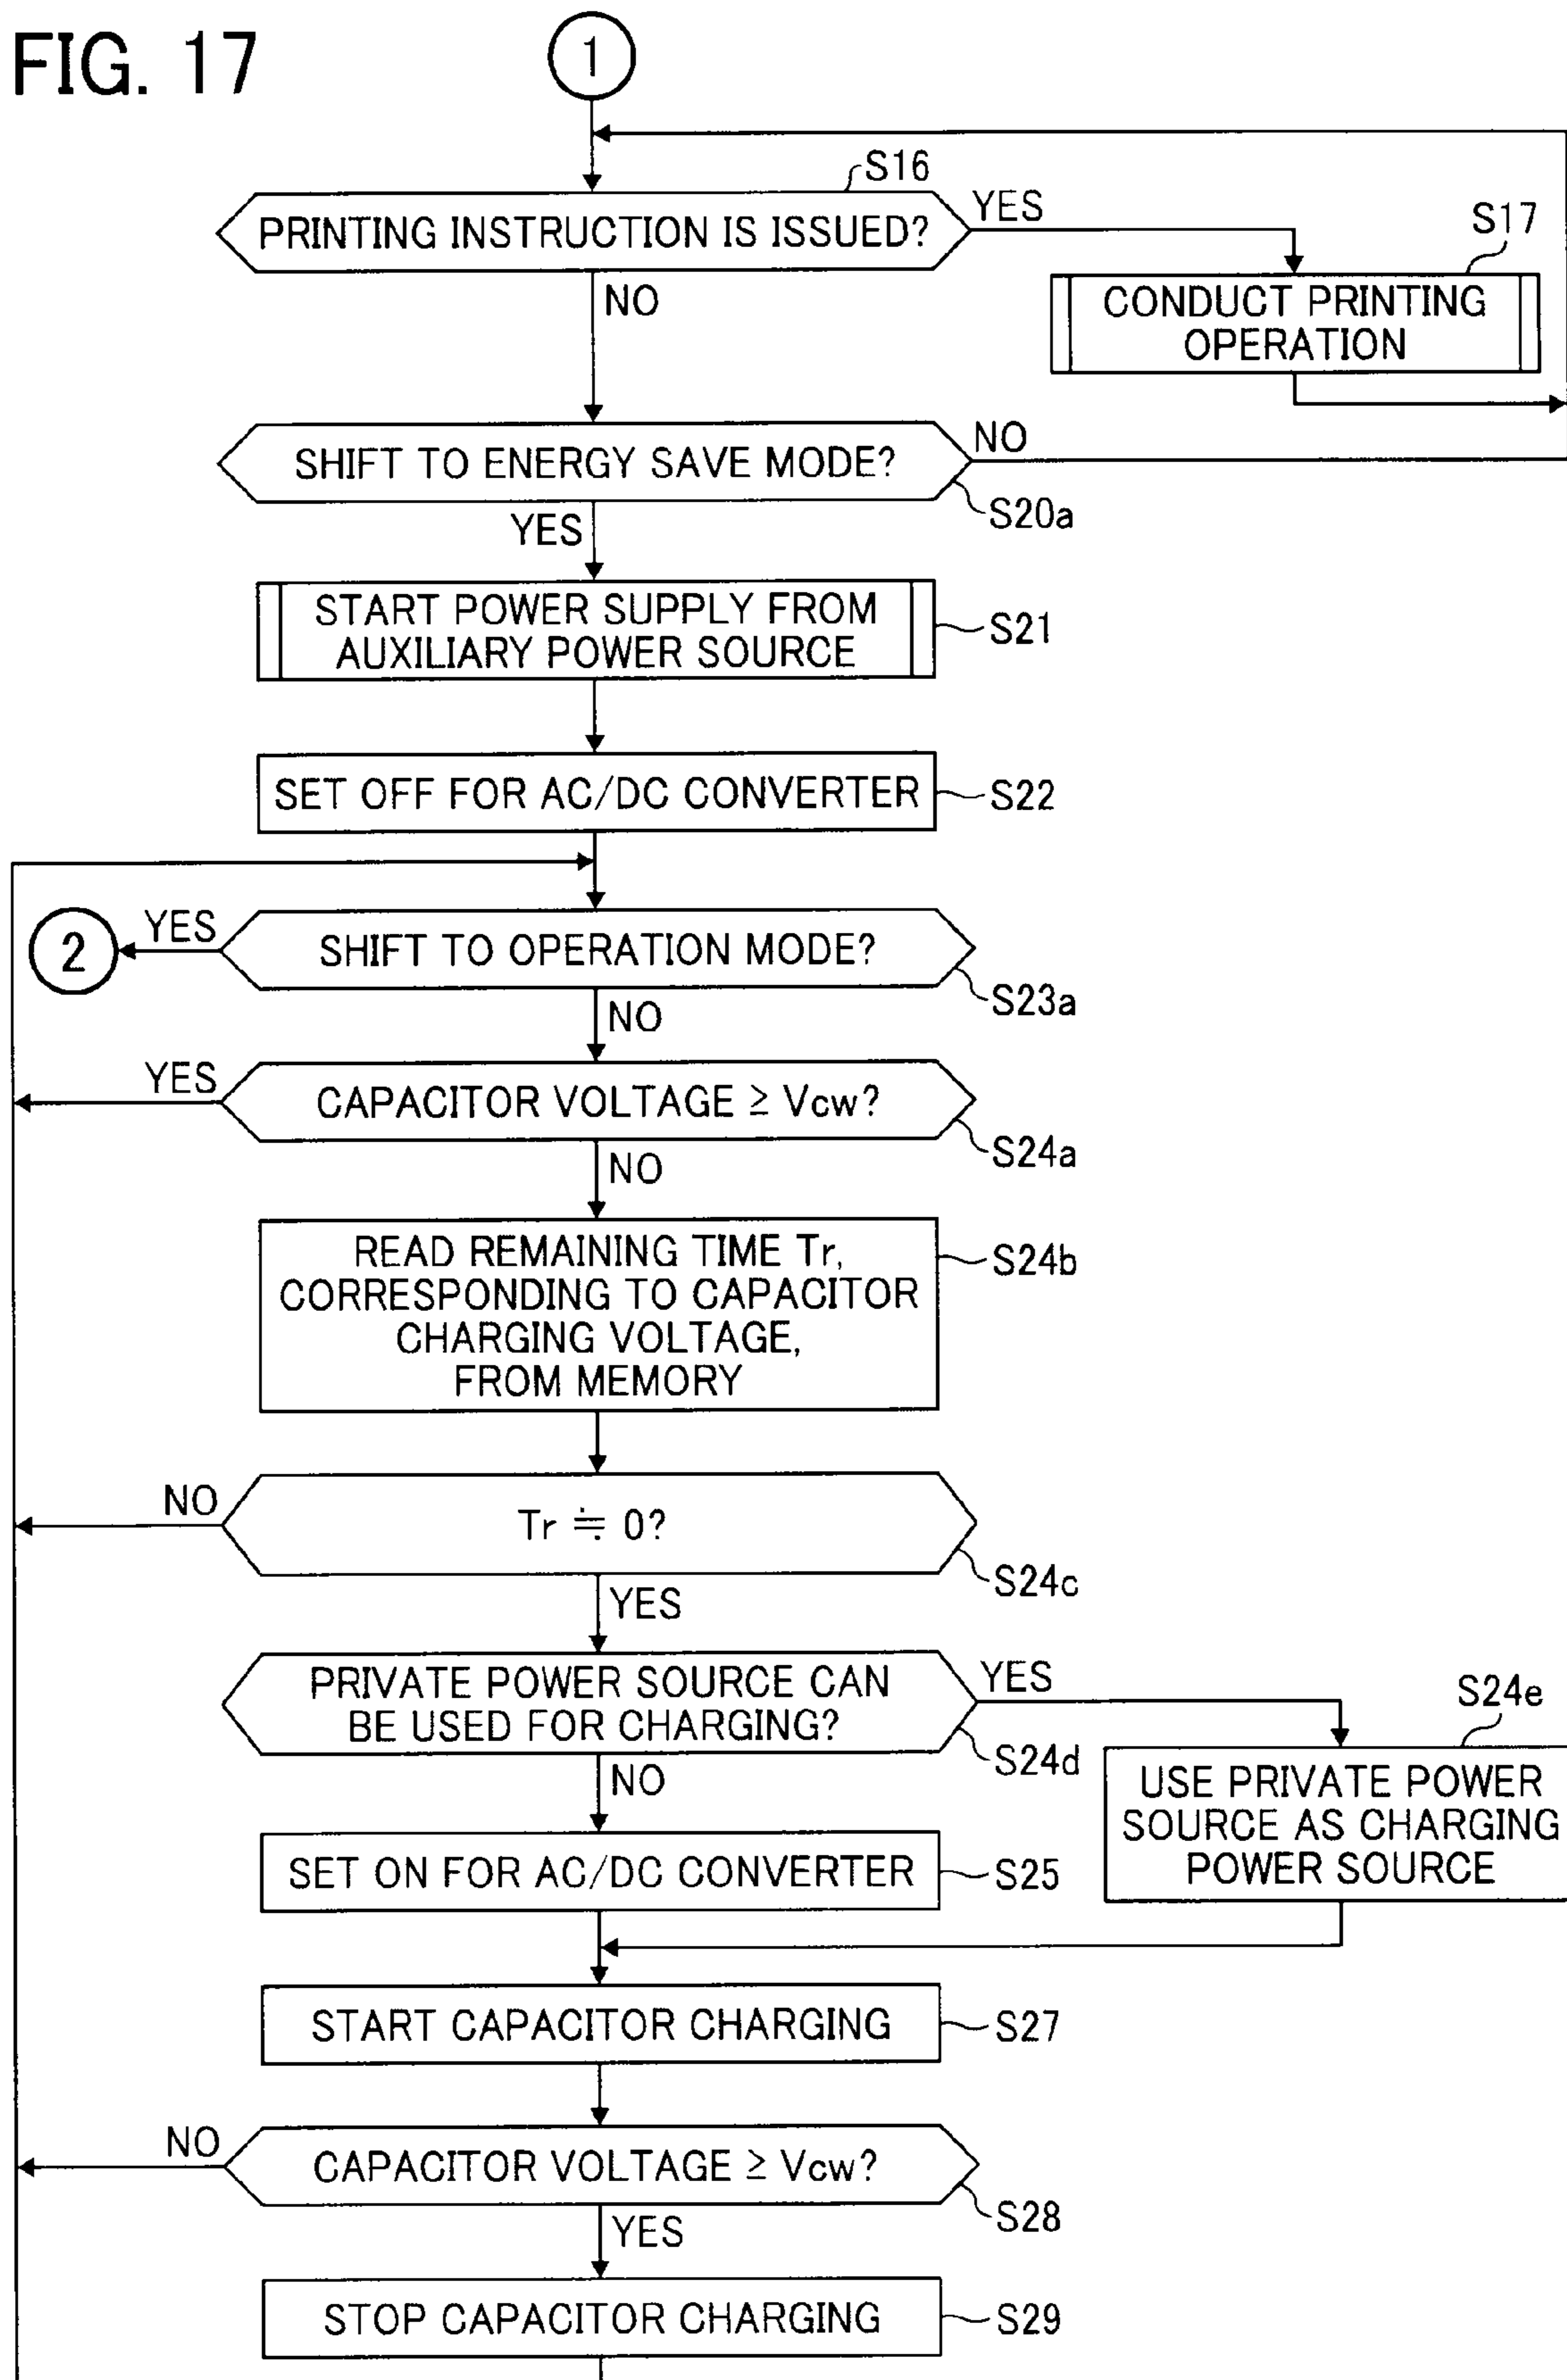 FIG. 17
1
S16
PRINTING INSTRUCTION IS ISSUED?
YES
S17
NO
CONDUCT PRINTING
OPERATION
SHIFT TO ENERGY SAVE MODE?
NO
S20a
YES
START POWER SUPPLY FROM
AUXILIARY POWER SOURCE
S21
SET OFF FOR AC/DC CONVERTER
S22
2
YES
SHIFT TO OPERATION MODE?
S23a
NO
YES
CAPACITOR VOLTAGE ≧ Vcw?
S24a
NO
READ REMAINING TIME Tr,
CORRESPONDING TO CAPACITOR
CHARGING VOLTAGE,
FROM MEMORY
S24b
NO
Tr ≒ 0?
S24c
YES
PRIVATE POWER SOURCE CAN
BE USED FOR CHARGING?
YES
S24d
S24e
NO
USE PRIVATE POWER
SOURCE AS CHARGING
POWER SOURCE
SET ON FOR AC/DC CONVERTER
S25
START CAPACITOR CHARGING
S27
NO
CAPACITOR VOLTAGE ≧ Vcw?
S28
YES
STOP CAPACITOR CHARGING
S29